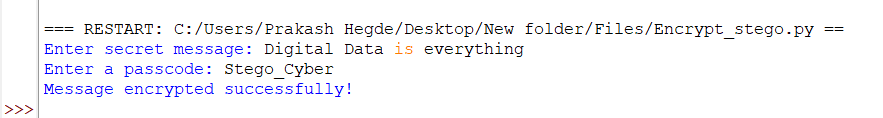 === RESTART: C:/Users/Prakash Hegde/Desktop/New folder/Files/Encrypt_stego.py ==
Enter secret message: Digital Data is everything
Enter a passcode: Stego_Cyber
Message encrypted successfully!
>>>